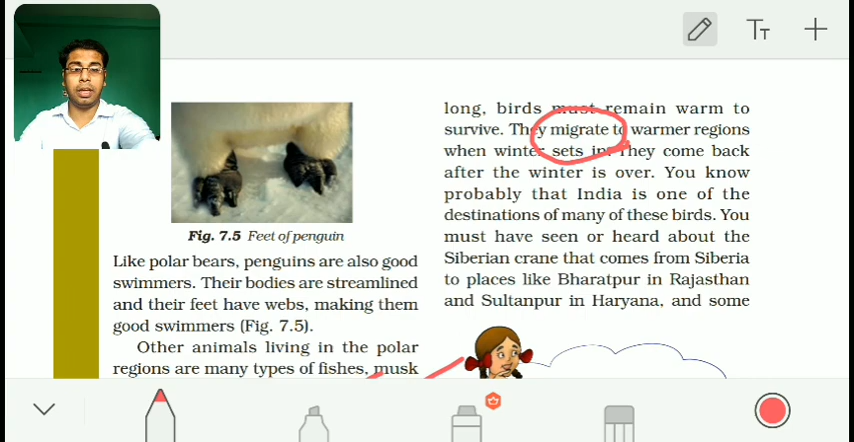 Tт
Fig. 7.5 Feet of penguin
Like polar bears, penguins are also good
swimmers. Their bodies are streamlined
and their feet have webs, making them
good swimmers (Fig. 7.5).
Other animals living in the polar
regions are many types of fishes, musk
long, birds must remain warm to
survive. They migrate to warmer regions
when winter sets in. They come back
after the winter is over. You know
probably that India is one of the
destinations of many of these birds. You
must have seen or heard about the
Siberian crane that comes from Siberia
to places like Bharatpur in Rajasthan
and Sultanpur in Haryana, and some